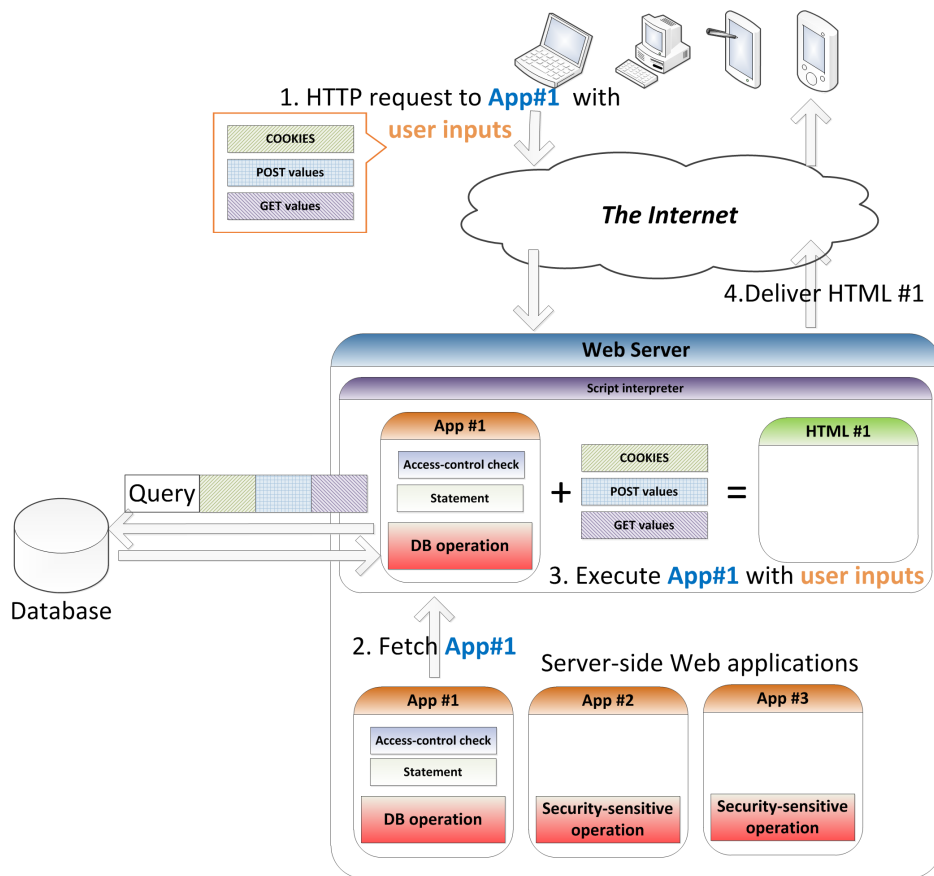 1. HTTP request to App#1 with
user inputs
COOKIES
POST values
GET values
The Internet
4.Deliver HTML #1
Web Server
Script interpreter
App #1
Access-control check
Statement
DB operation
COOKIES
POST values
GET values
+
=
HTML #1
Query
Database
3. Execute App#1 with user inputs
2. Fetch App#1
Server-side Web applications
App #1
Access-control check
Statement
DB operation
App #2
Security-sensitive
operation
App #3
Security-sensitive
operation